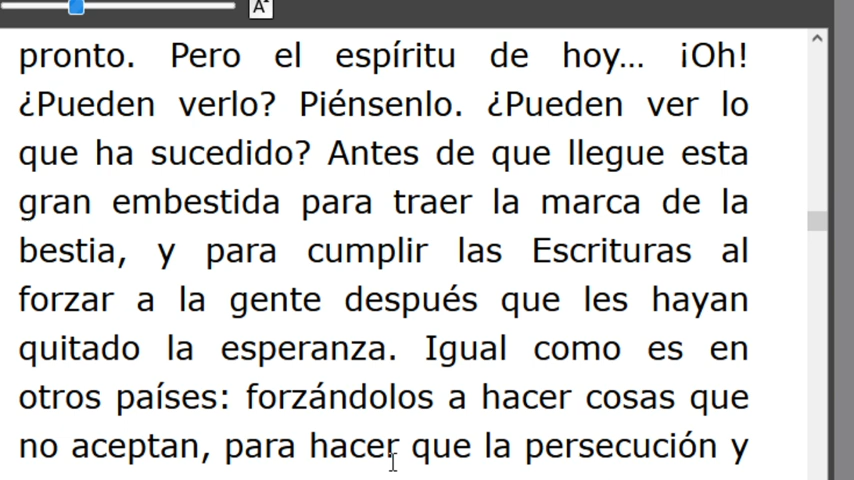 A
pronto. Pero el espíritu de hoy… ¡Oh!
¿Pueden verlo? Piénsenlo. ¿Pueden ver lo
que ha sucedido? Antes de que llegue esta
gran embestida para traer la marca de la
bestia, y para cumplir las Escrituras al
forzar a la gente después que les hayan
quitado la esperanza. Igual como es en
otros países: forzándolos a hacer cosas que
no aceptan, para hacer que la persecución y